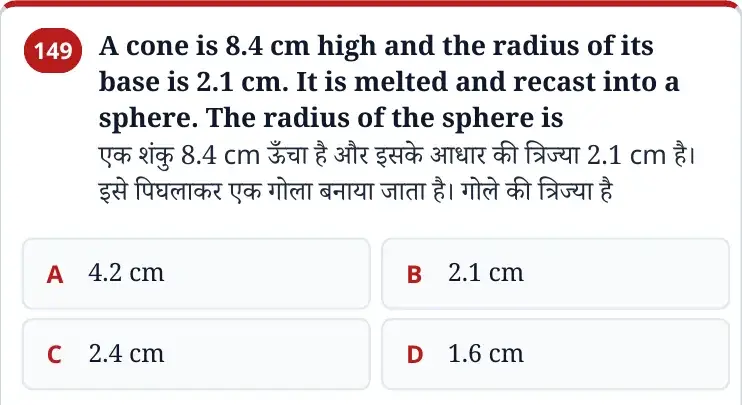 149 A cone is 8.4 cm high and the radius of its
base is 2.1 cm. It is melted and recast into a
sphere. The radius of the sphere is
एक शंकु 8.4 cm ऊँचा है और इसके आधार की त्रिज्या 2.1 cm है।
इसे पिघलाकर एक गोला बनाया जाता है। गोले की त्रिज्या है
A 4.2 cm
B 2.1 cm
C 2.4 cm
D 1.6 cm